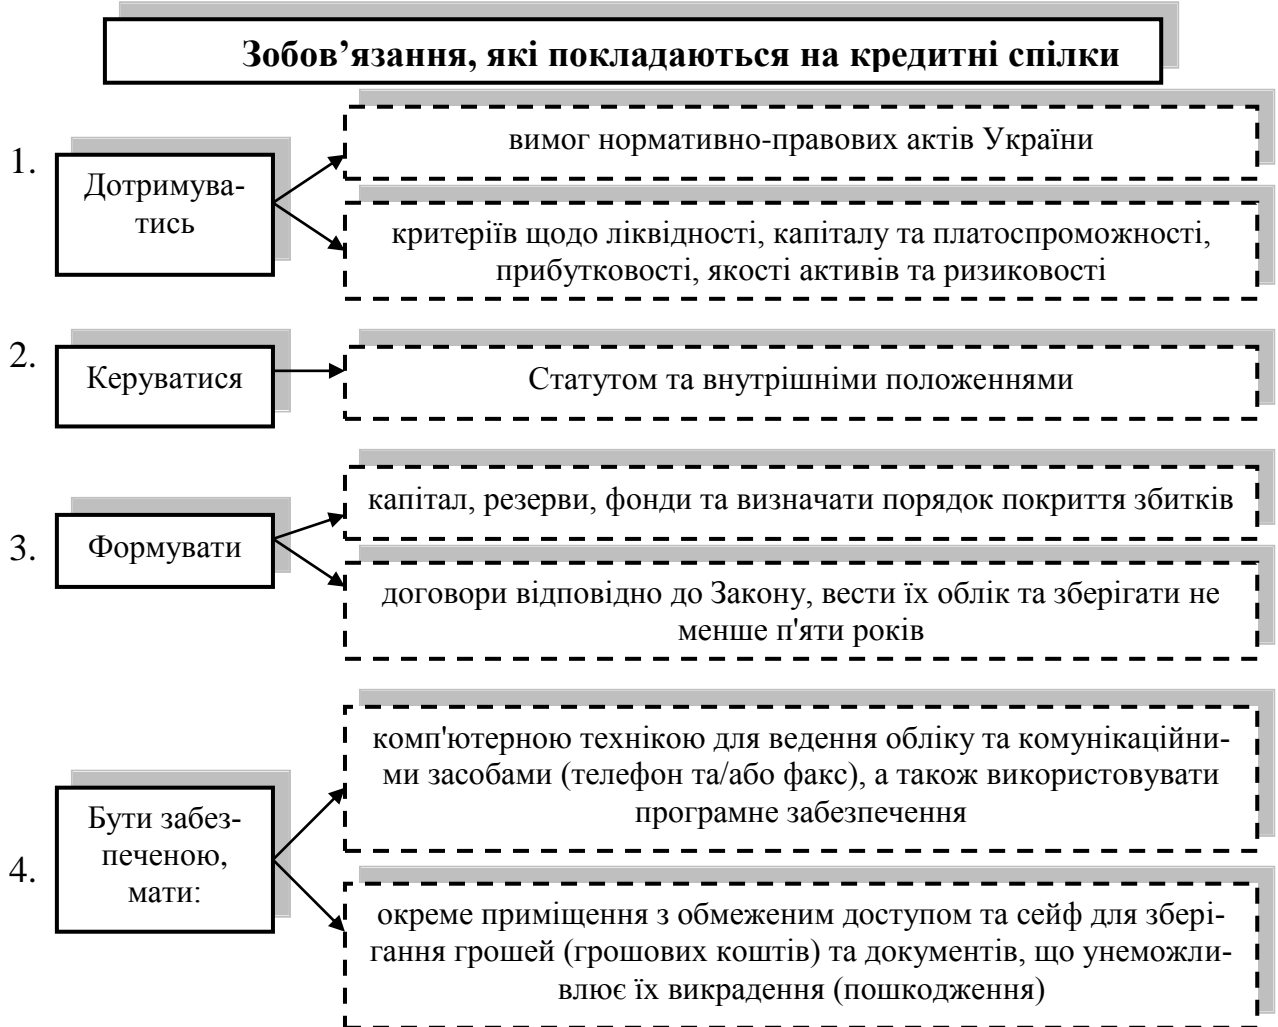 Зобов’язання, які покладаються на кредитні спілки
1.
Дотримува-
тись
вимог нормативно-правових актів України
критеріїв щодо ліквідності, капіталу та платоспроможності,
прибутковості, якості активів та ризиковості
2.
Керуватися
Статутом та внутрішніми положеннями
3.
Формувати
капітал, резерви, фонди та визначати порядок покриття збитків
договори відповідно до Закону, вести їх облік та зберігати не
менше п'яти років
4.
Бути забез-
печеною,
мати:
комп'ютерною технікою для ведення обліку та комунікаційни-
ми засобами (телефон та/або факс), а також використовувати
програмне забезпечення
окреме приміщення з обмеженим доступом та сейф для збері-
гання грошей (грошових коштів) та документів, що унеможли-
влює їх викрадення (пошкодження)